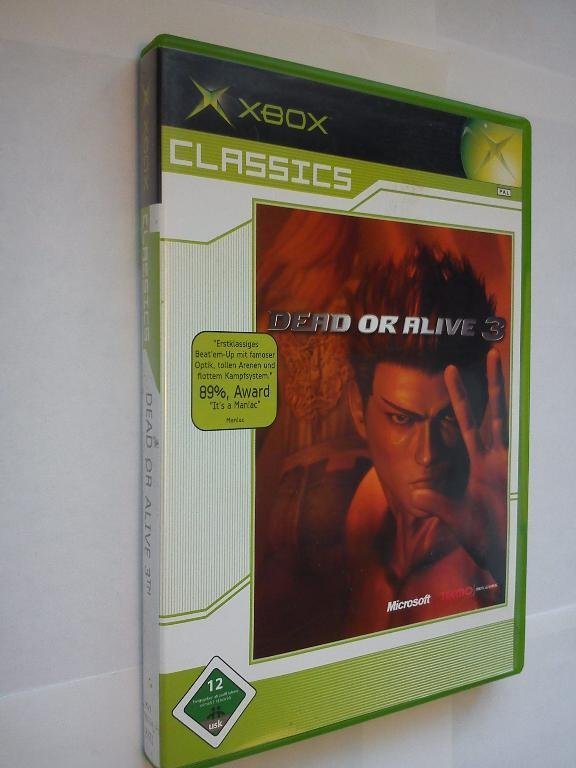 XBOX
CLASSICS
PAL
DEAD OR ALIVE 3
"Erstklassiges
Beat'em-Up mit famoser
Optik, tollen Arenen und
flottem Kampfsystem."
89%, Award
"It's a Maniac"
Maniac
Microsoft
TECMO
12
usk
XBOX
CLASSICS
DEAD OR ALIVE 3TM